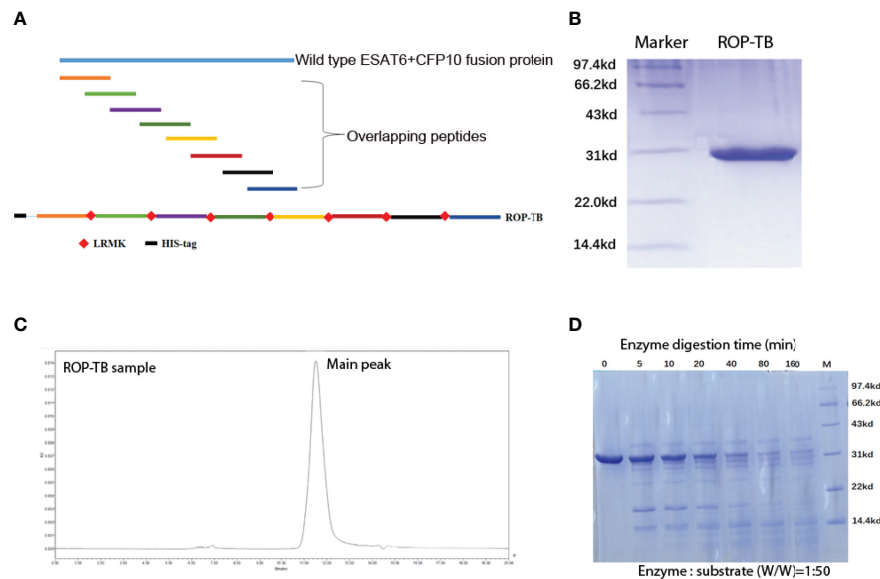 A
Wild type ESAT6+CFP10 fusion protein
Overlapping peptides
ROP-TB
LRMK HIS-tag
B
Marker ROP-TB
97.4kd
66.2kd
43kd
31kd
22.0kd
14.4kd
C
ROP-TB sample
Main peak
D
Enzyme digestion time (min)
0 5 10 20 40 80 160 M
97.4kd
66.2kd
43kd
31kd
22kd
14.4kd
Enzyme : substrate (W/W)=1:50